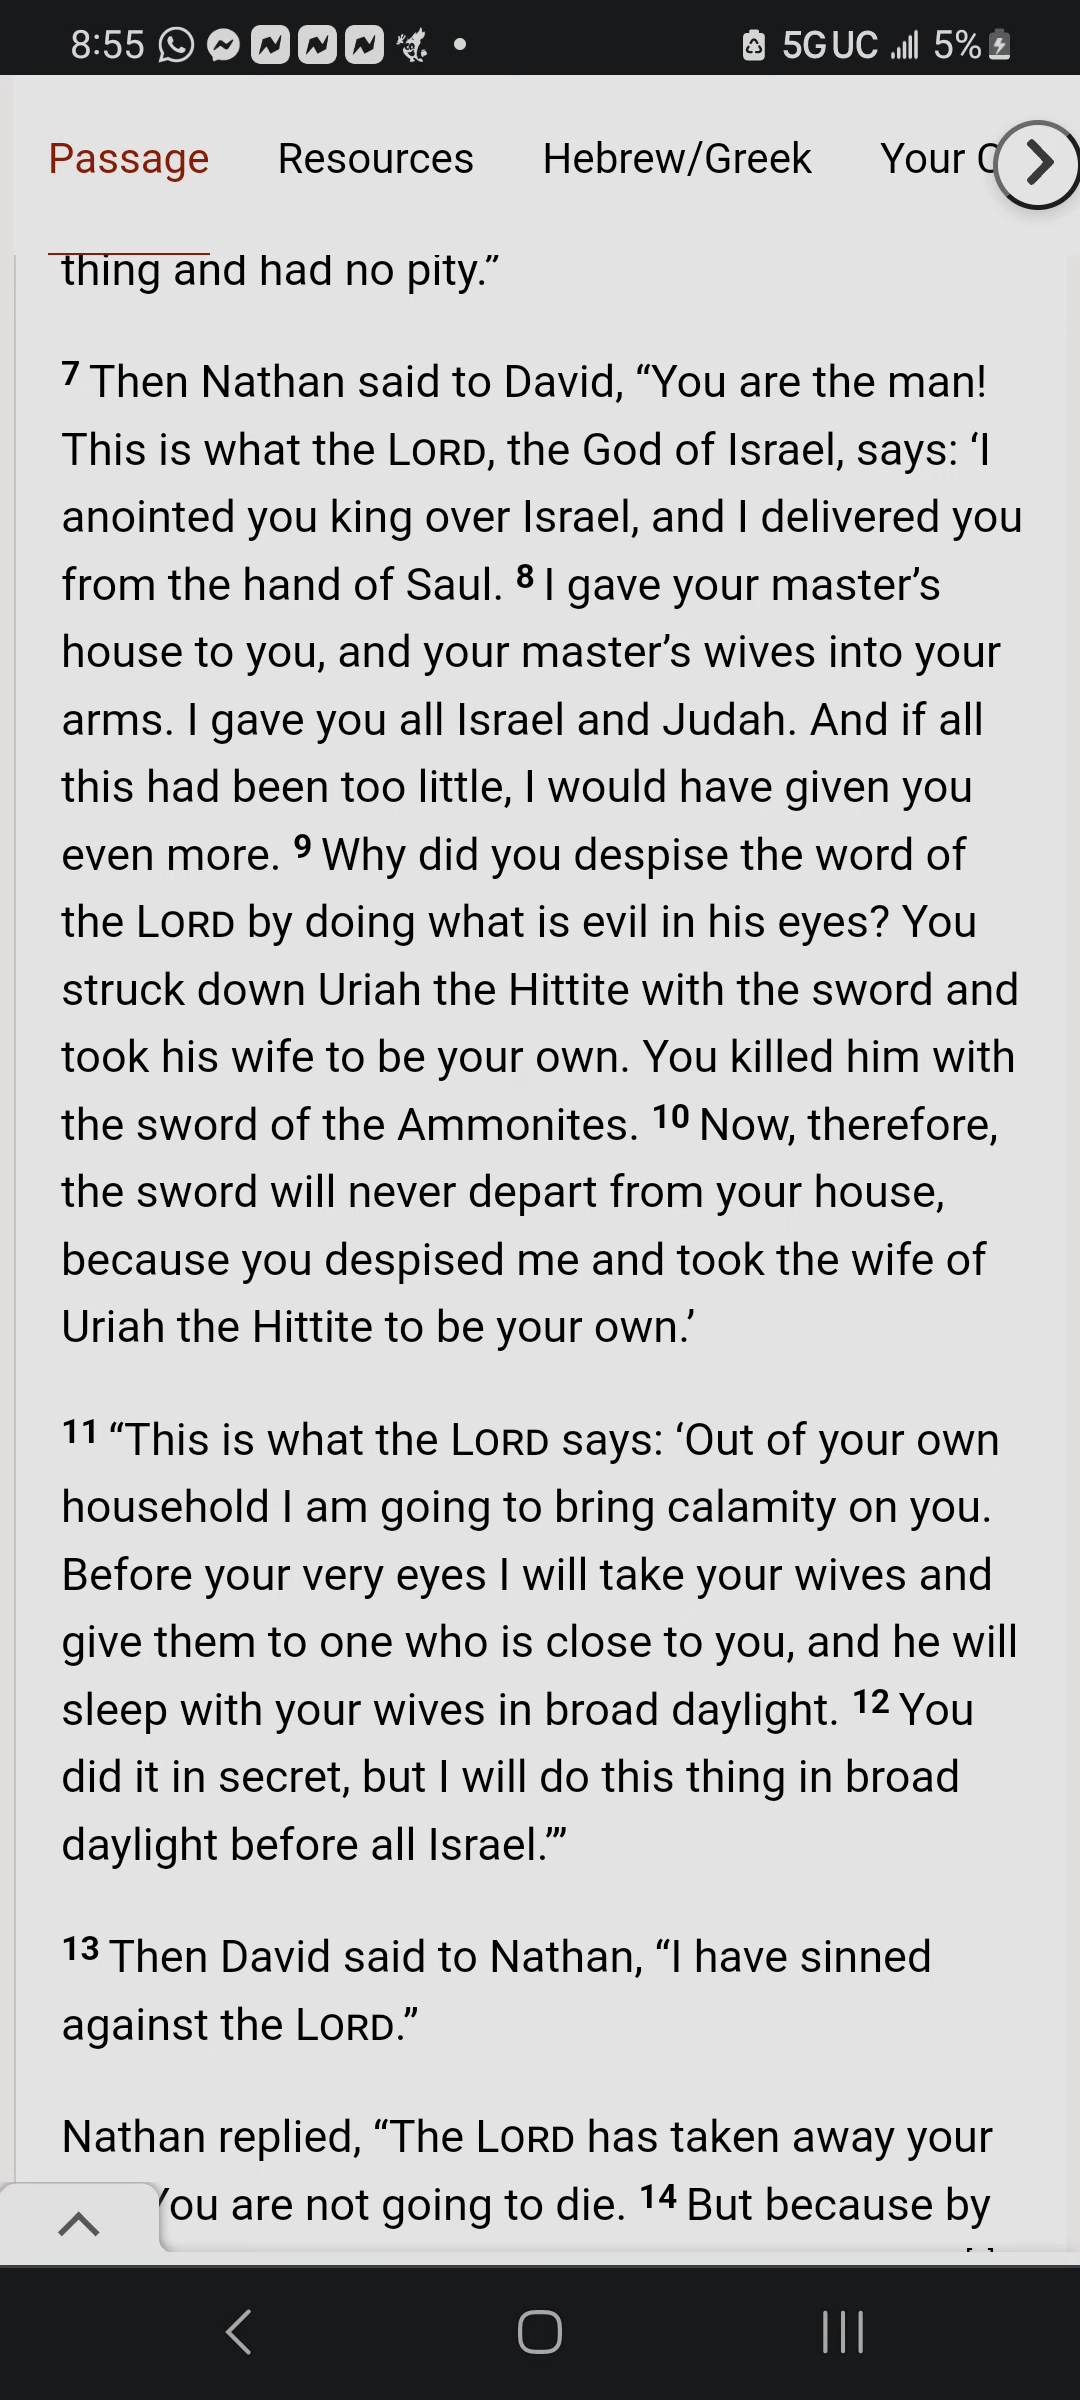 8:55 5G UC 5%
Passage Resources Hebrew/Greek Your
thing and had no pity.”
7 Then Nathan said to David, “You are the man!
This is what the LORD, the God of Israel, says: ‘I
anointed you king over Israel, and I delivered you
from the hand of Saul. 8 I gave your master’s
house to you, and your master’s wives into your
arms. I gave you all Israel and Judah. And if all
this had been too little, I would have given you
even more. 9 Why did you despise the word of
the LORD by doing what is evil in his eyes? You
struck down Uriah the Hittite with the sword and
took his wife to be your own. You killed him with
the sword of the Ammonites. 10 Now, therefore,
the sword will never depart from your house,
because you despised me and took the wife of
Uriah the Hittite to be your own.’
11 “This is what the LORD says: ‘Out of your own
household I am going to bring calamity on you.
Before your very eyes I will take your wives and
give them to one who is close to you, and he will
sleep with your wives in broad daylight. 12 You
did it in secret, but I will do this thing in broad
daylight before all Israel.’”
13 Then David said to Nathan, “I have sinned
against the LORD.”
Nathan replied, “The LORD has taken away your
You are not going to die. 14 But because by